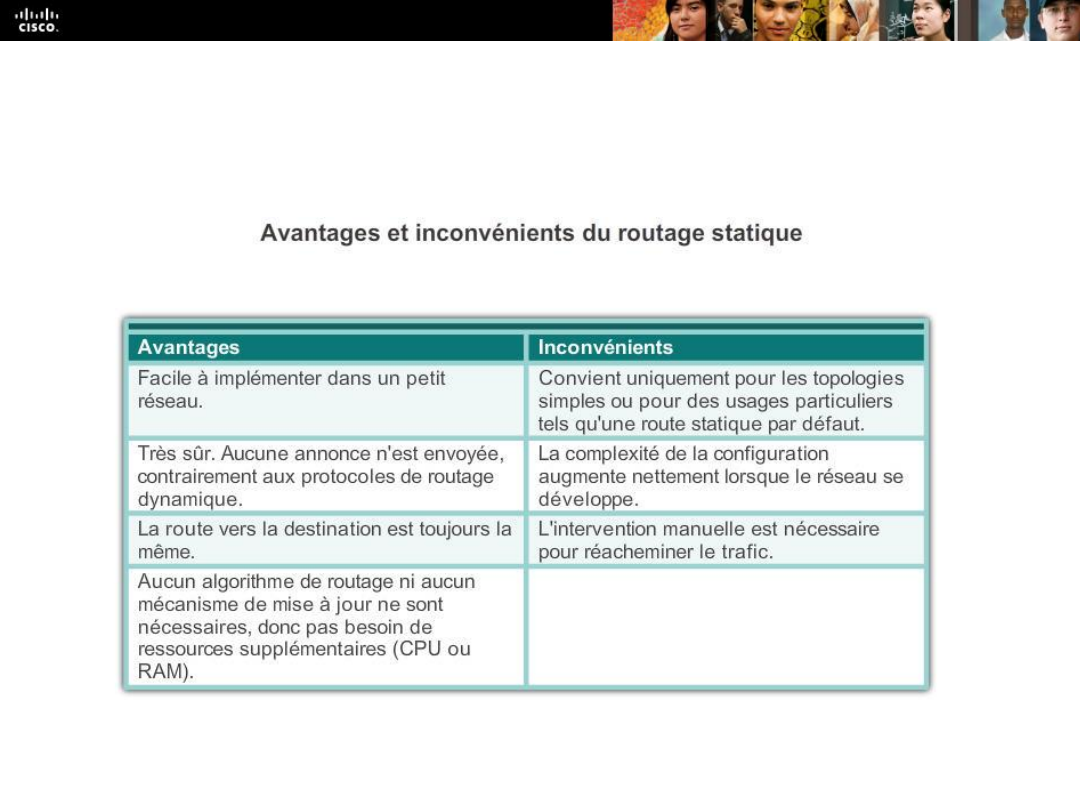 CISCO.
Avantages et inconvénients du routage statique
Avantages
Inconvénients
Facile à implémenter dans un petit
réseau.
Convient uniquement pour les topologies
simples ou pour des usages particuliers
tels qu'une route statique par défaut.
Très sûr. Aucune annonce n'est envoyée,
contrairement aux protocoles de routage
dynamique.
La complexité de la configuration
augmente nettement lorsque le réseau se
développe.
La route vers la destination est toujours la
même.
L'intervention manuelle est nécessaire
pour réacheminer le trafic.
Aucun algorithme de routage ni aucun
mécanisme de mise à jour ne sont
nécessaires, donc pas besoin de
ressources supplémentaires (CPU ou
RAM).